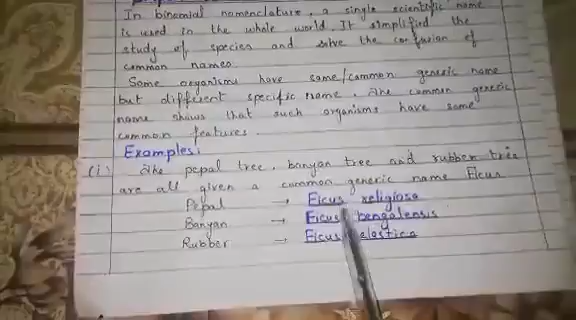 In binomial nomenclature, a single scientific name
is used in the whole world. It simplified the
study of species and solve the confusion of
common names.
Some organisms have same/common generic name
but different specific name. The common generic
name shows that such organisms have some
common features.
Examples:
(i) The pepal tree, banyan tree and rubber tree
are all given a common generic name Ficus
Pepal → Ficus religiosa
Banyan → Ficus bengalensis
Rubber → Ficus elastica